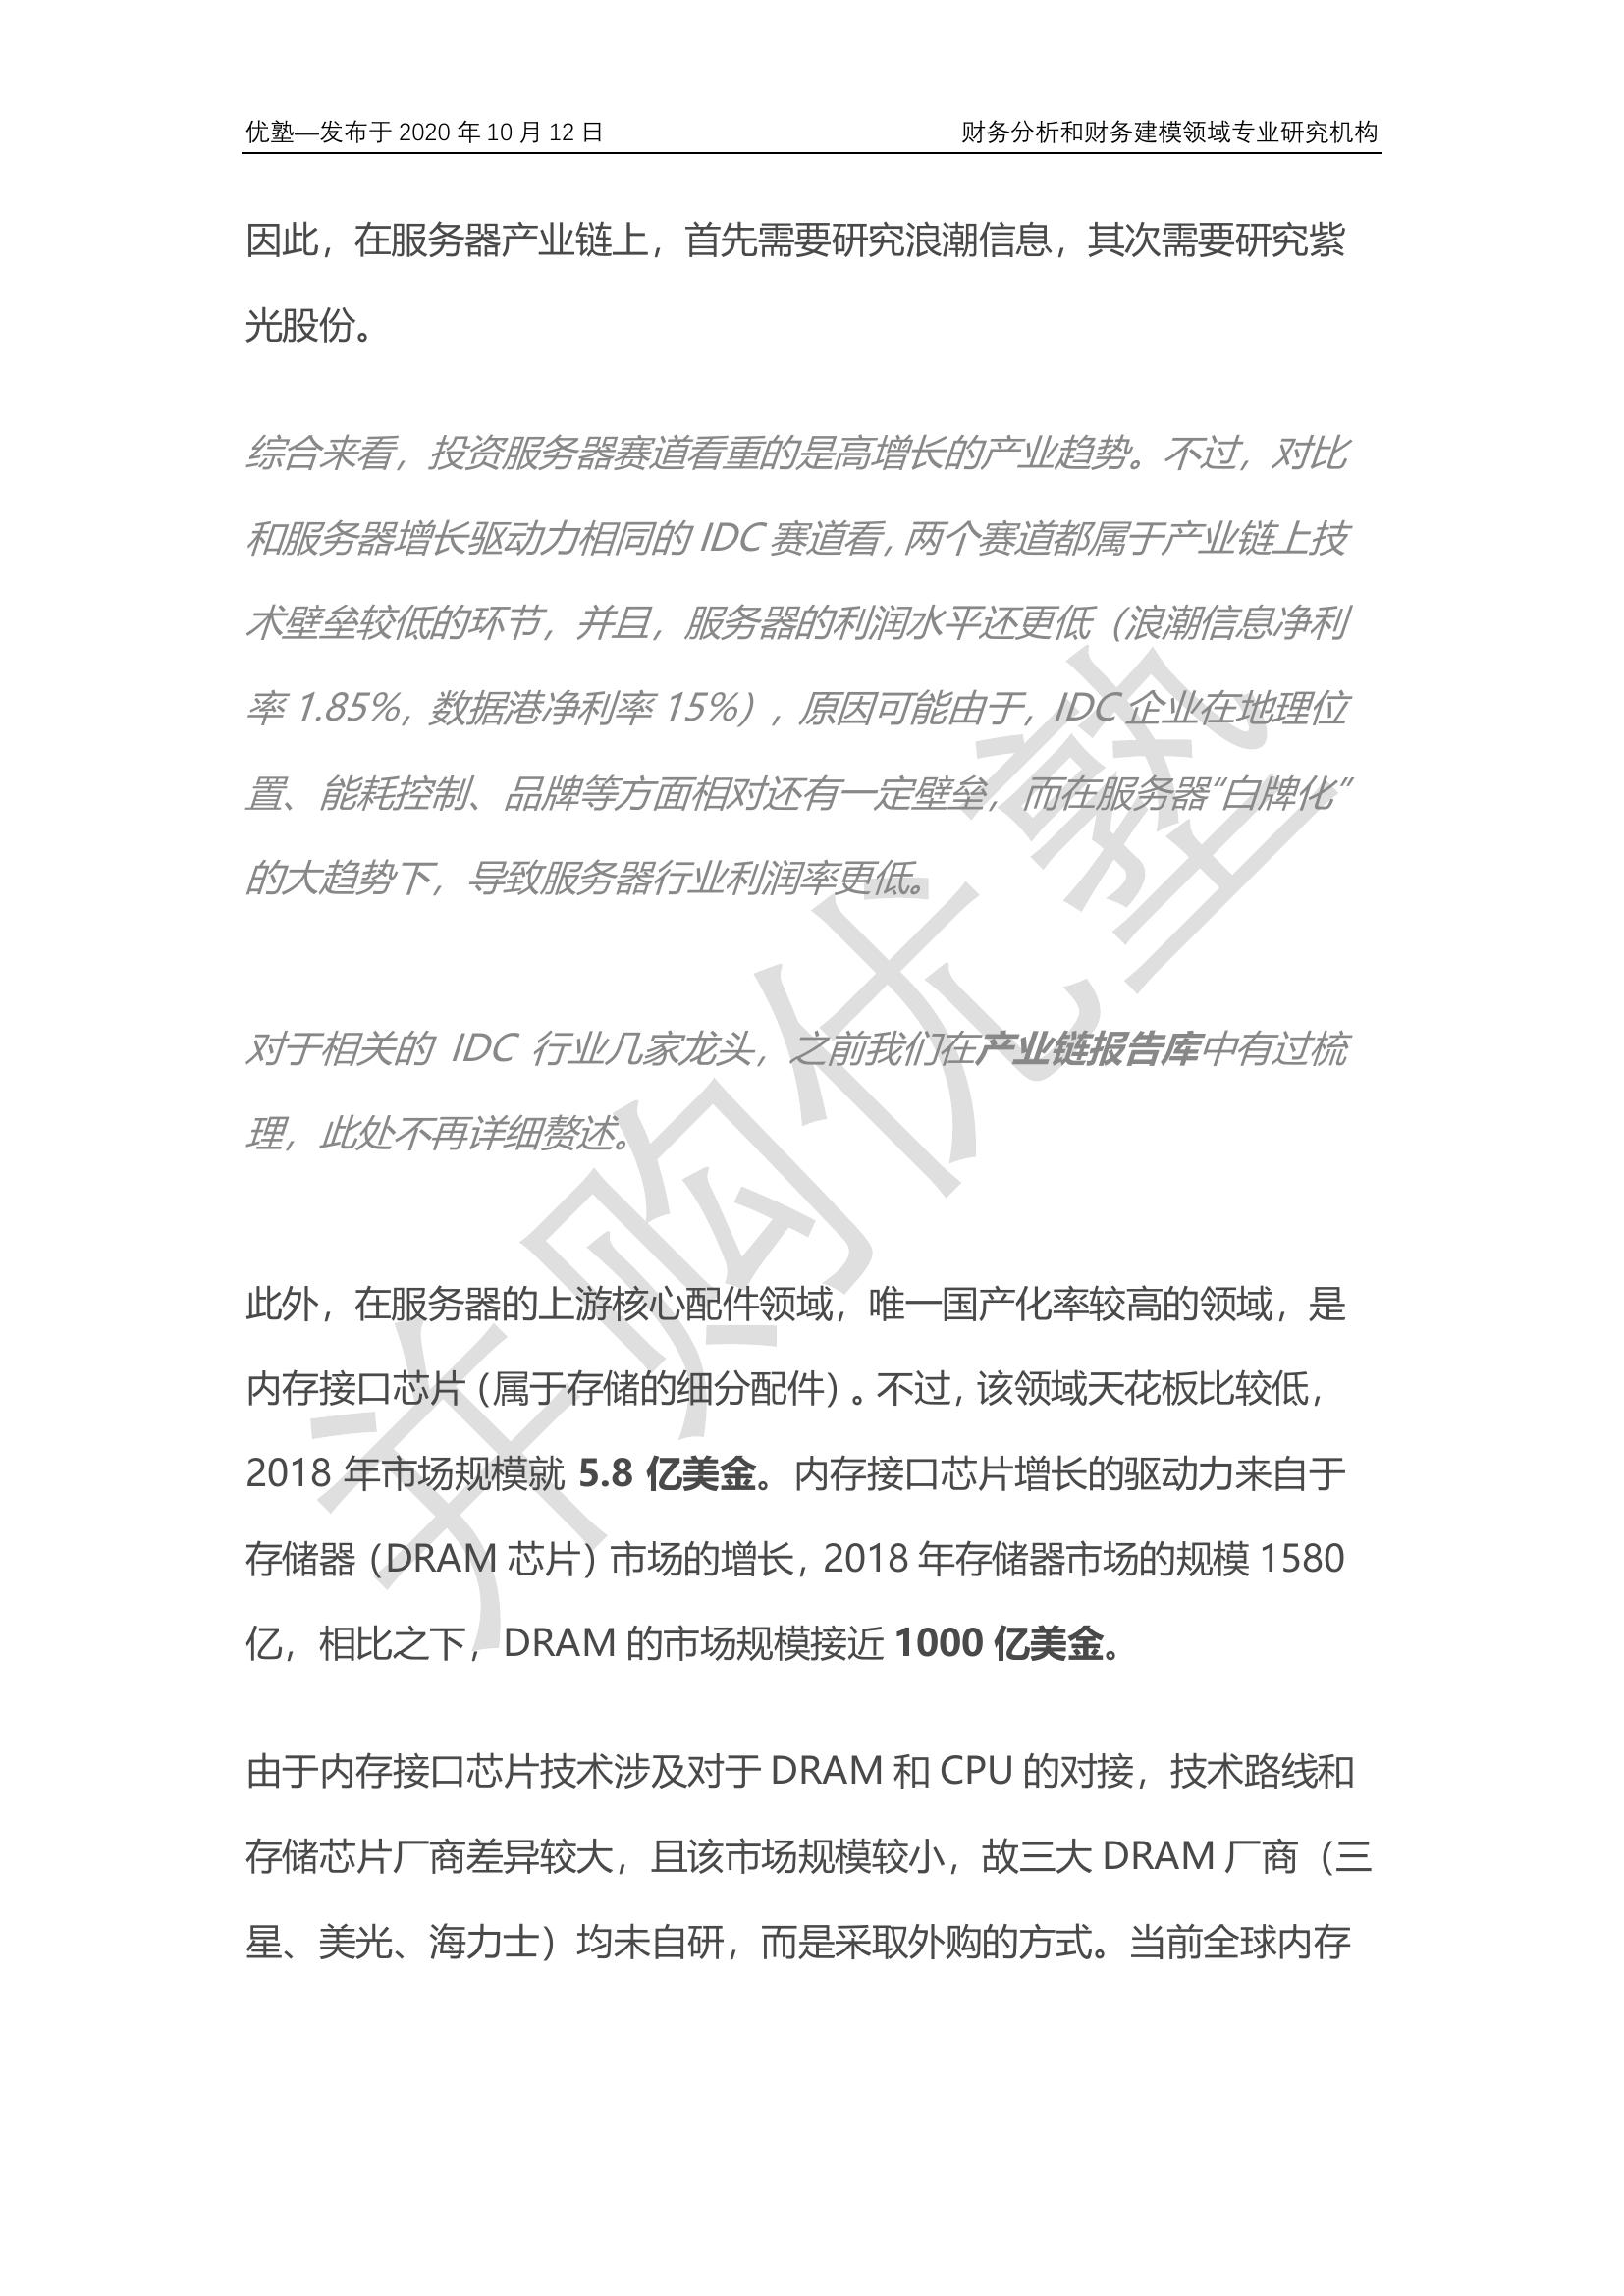 优塾—发布于 2020 年 10 月 12 日
财务分析和财务建模领域专业研究机构
因此，在服务器产业链上，首先需要研究浪潮信息，其次需要研究紫
光股份。
综合来看，投资服务器赛道看重的是高增长的产业趋势。不过，对比
和服务器增长驱动力相同的 IDC 赛道看，两个赛道都属于产业链上技
术壁垒较低的环节，并且，服务器的利润水平还更低（浪潮信息净利
率 1.85%，数据港净利率 15%），原因可能由于，IDC 企业在地理位
置、能耗控制、品牌等方面相对还有一定壁垒，而在服务器“白牌化”
的大趋势下，导致服务器行业利润率更低。
对于相关的 IDC 行业几家龙头，之前我们在产业链报告库中有过梳
理，此处不再详细赘述。
此外，在服务器的上游核心配件领域，唯一国产化率较高的领域，是
内存接口芯片（属于存储的细分配件）。不过，该领域天花板比较低，
2018 年市场规模就 5.8 亿美金。内存接口芯片增长的驱动力来自于
存储器（DRAM 芯片）市场的增长，2018 年存储器市场的规模 1580
亿，相比之下，DRAM 的市场规模接近 1000 亿美金。
由于内存接口芯片技术涉及对于 DRAM 和 CPU 的对接，技术路线和
存储芯片厂商差异较大，且该市场规模较小，故三大 DRAM 厂商（三
星、美光、海力士）均未自研，而是采取外购的方式。当前全球内存
并购优塾